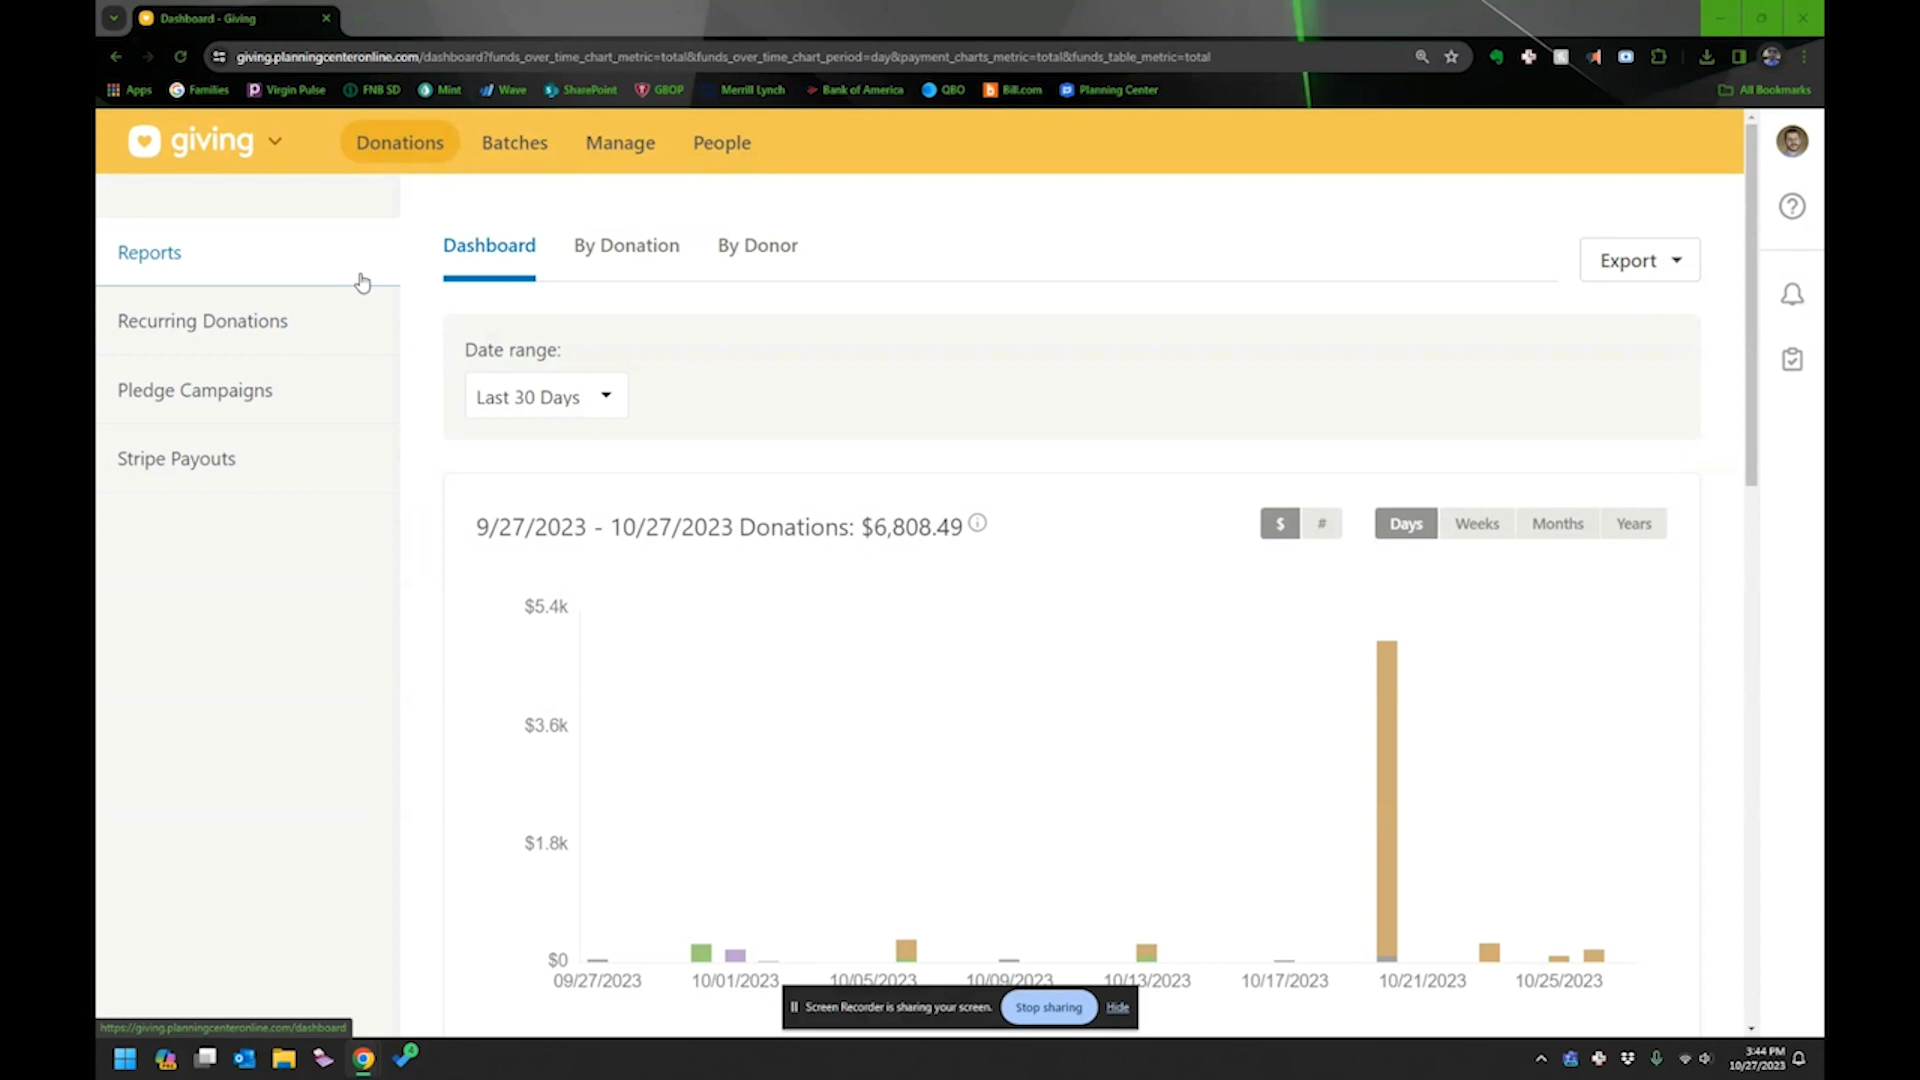 Dashboard - Giving
giving.planningcenteronline.com/dashboard?funds_over_time_chart_metric=total&funds_over_time_chart_period=day&payment_charts_metric=total&funds_table_metric=total
Apps Families Virgin Pulse FNB SD Mint Wave SharePoint GBOP Merrill Lynch Bank of America QBO Bill.com Planning Center All Bookmarks
giving Donations Batches Manage People
Reports
Recurring Donations
Pledge Campaigns
Stripe Payouts
Dashboard By Donation By Donor
Export
Date range:
Last 30 Days
9/27/2023 - 10/27/2023 Donations: $6,808.49
$ # Days Weeks Months Years
$5.4k
$3.6k
$1.8k
$0
09/27/2023 10/01/2023 10/05/2023 10/09/2023 10/13/2023 10/17/2023 10/21/2023 10/25/2023
Screen Recorder is sharing your screen. Stop sharing Hide
https://giving.planningcenteronline.com/dashboard
4
3:44 PM
10/27/2023